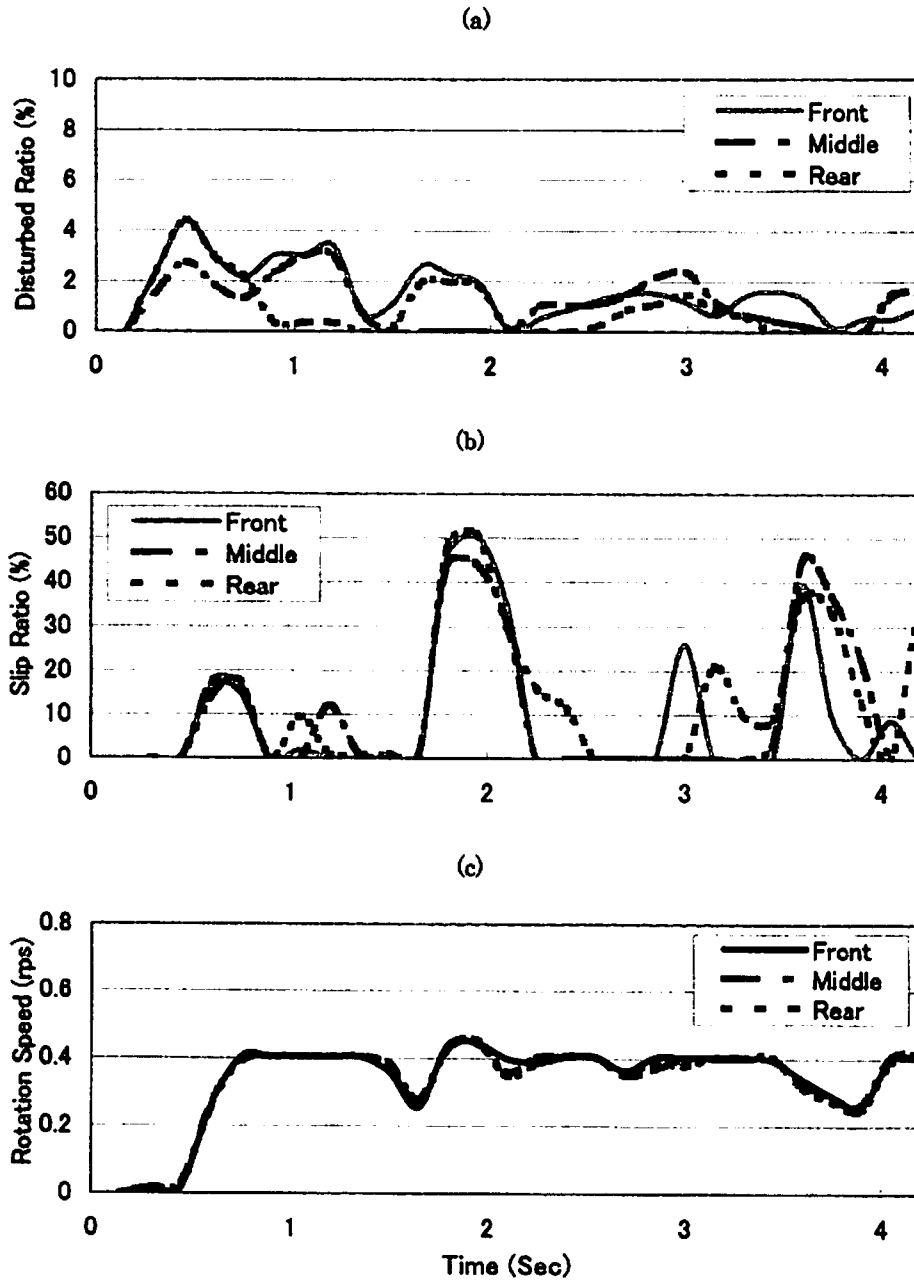 (a)
Disturbed Ratio (%)
10
8
6
4
2
0
Front
Middle
Rear
0 1 2 3 4
(b)
Slip Ratio (%)
60
50
40
30
20
10
0
Front
Middle
Rear
0 1 2 3 4
(c)
Rotation Speed (rps)
0.8
0.6
0.4
0.2
0
Front
Middle
Rear
0 1 2 3 4
Time (Sec)